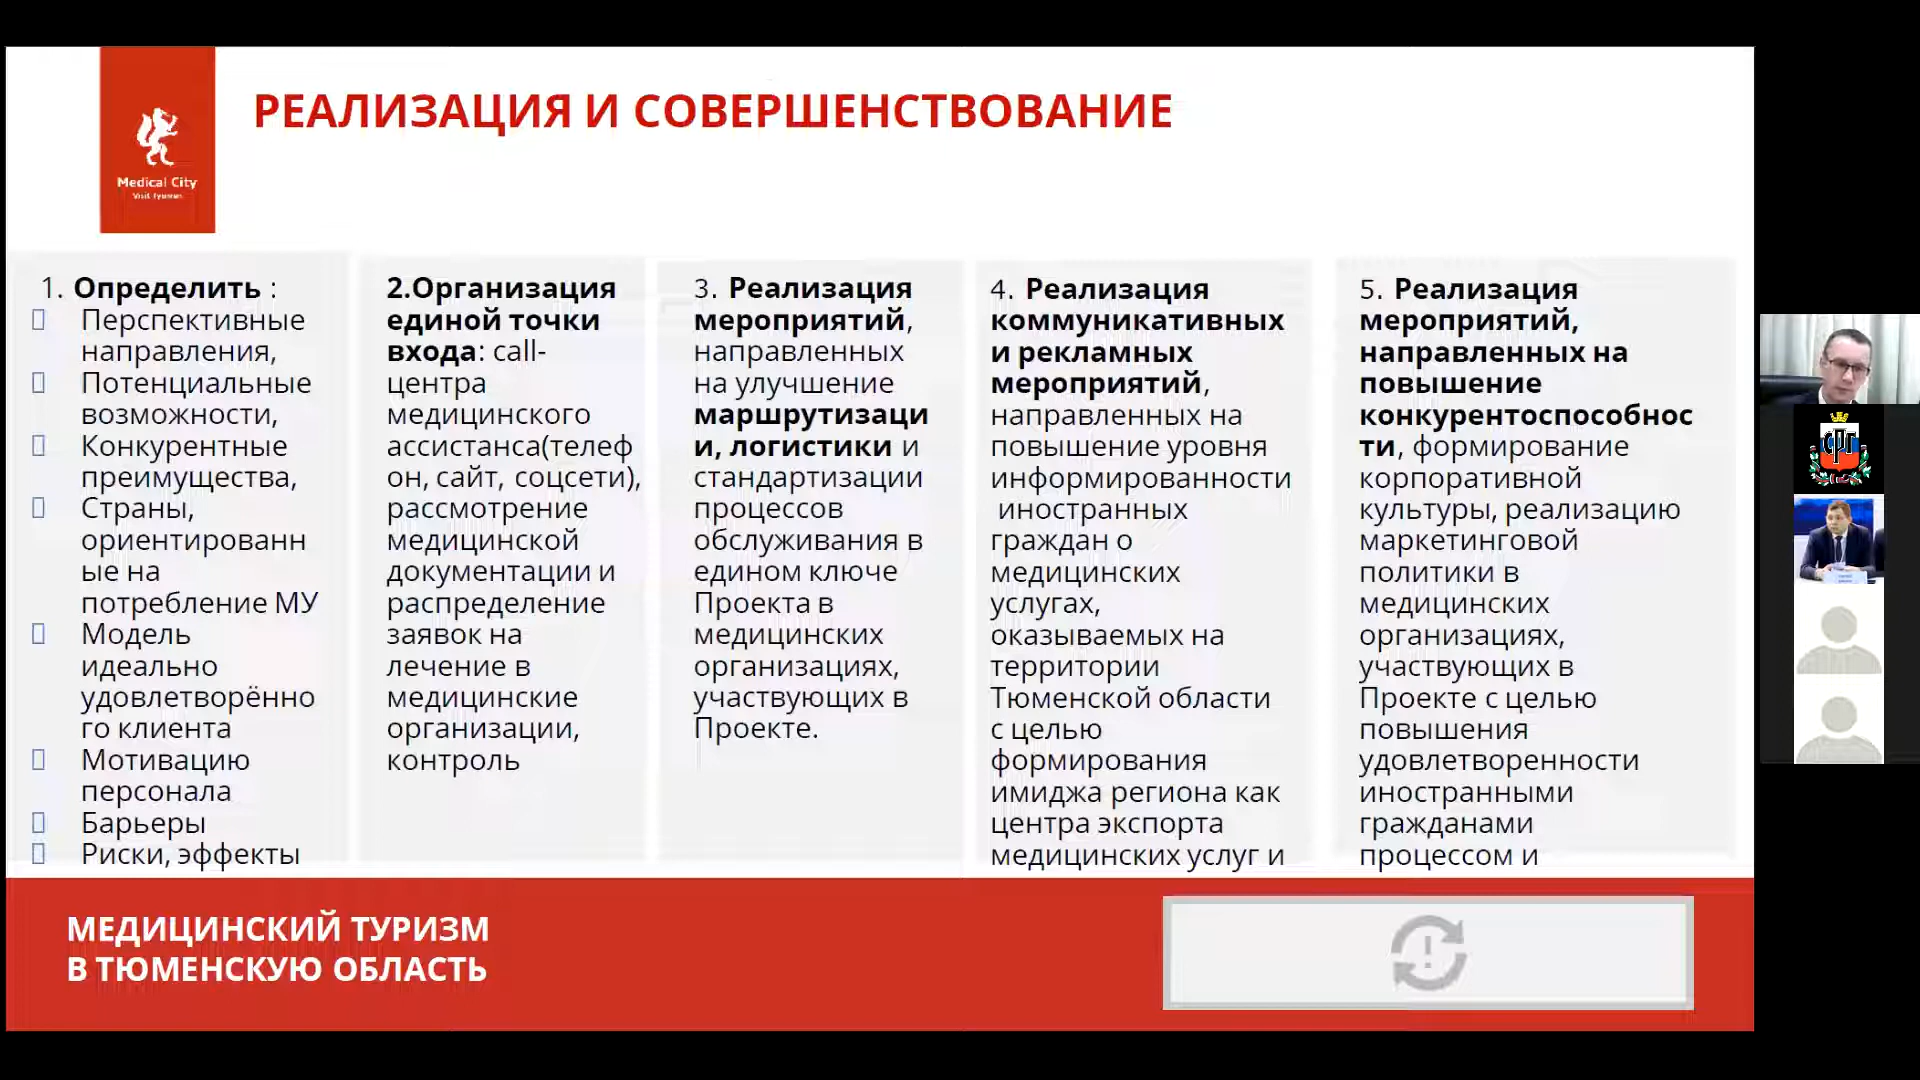 РЕАЛИЗАЦИЯ И СОВЕРШЕНСТВОВАНИЕ
Medical City
Visit Tyumen
1. Определить :
Перспективные
направления,
Потенциальные
возможности,
Конкурентные
преимущества,
Страны,
ориентированн
ые на
потребление МУ
Модель
идеально
удовлетворённо
го клиента
Мотивацию
персонала
Барьеры
Риски, эффекты
2.Организация
единой точки
входа: call-
центра
медицинского
ассистанса(телеф
он, сайт, соцсети),
рассмотрение
медицинской
документации и
распределение
заявок на
лечение в
медицинские
организации,
контроль
3. Реализация
мероприятий,
направленных
на улучшение
маршрутизаци
и, логистики и
стандартизации
процессов
обслуживания в
едином ключе
Проекта в
медицинских
организациях,
участвующих в
Проекте.
4. Реализация
коммуникативных
и рекламных
мероприятий,
направленных на
повышение уровня
информированности
иностранных
граждан о
медицинских
услугах,
оказываемых на
территории
Тюменской области
с целью
формирования
имиджа региона как
центра экспорта
медицинских услуг и
5. Реализация
мероприятий,
направленных на
повышение
конкурентоспособнос
ти, формирование
корпоративной
культуры, реализацию
маркетинговой
политики в
медицинских
организациях,
участвующих в
Проекте с целью
повышения
удовлетворенности
иностранными
гражданами
процессом и
МЕДИЦИНСКИЙ ТУРИЗМ
В ТЮМЕНСКУЮ ОБЛАСТЬ